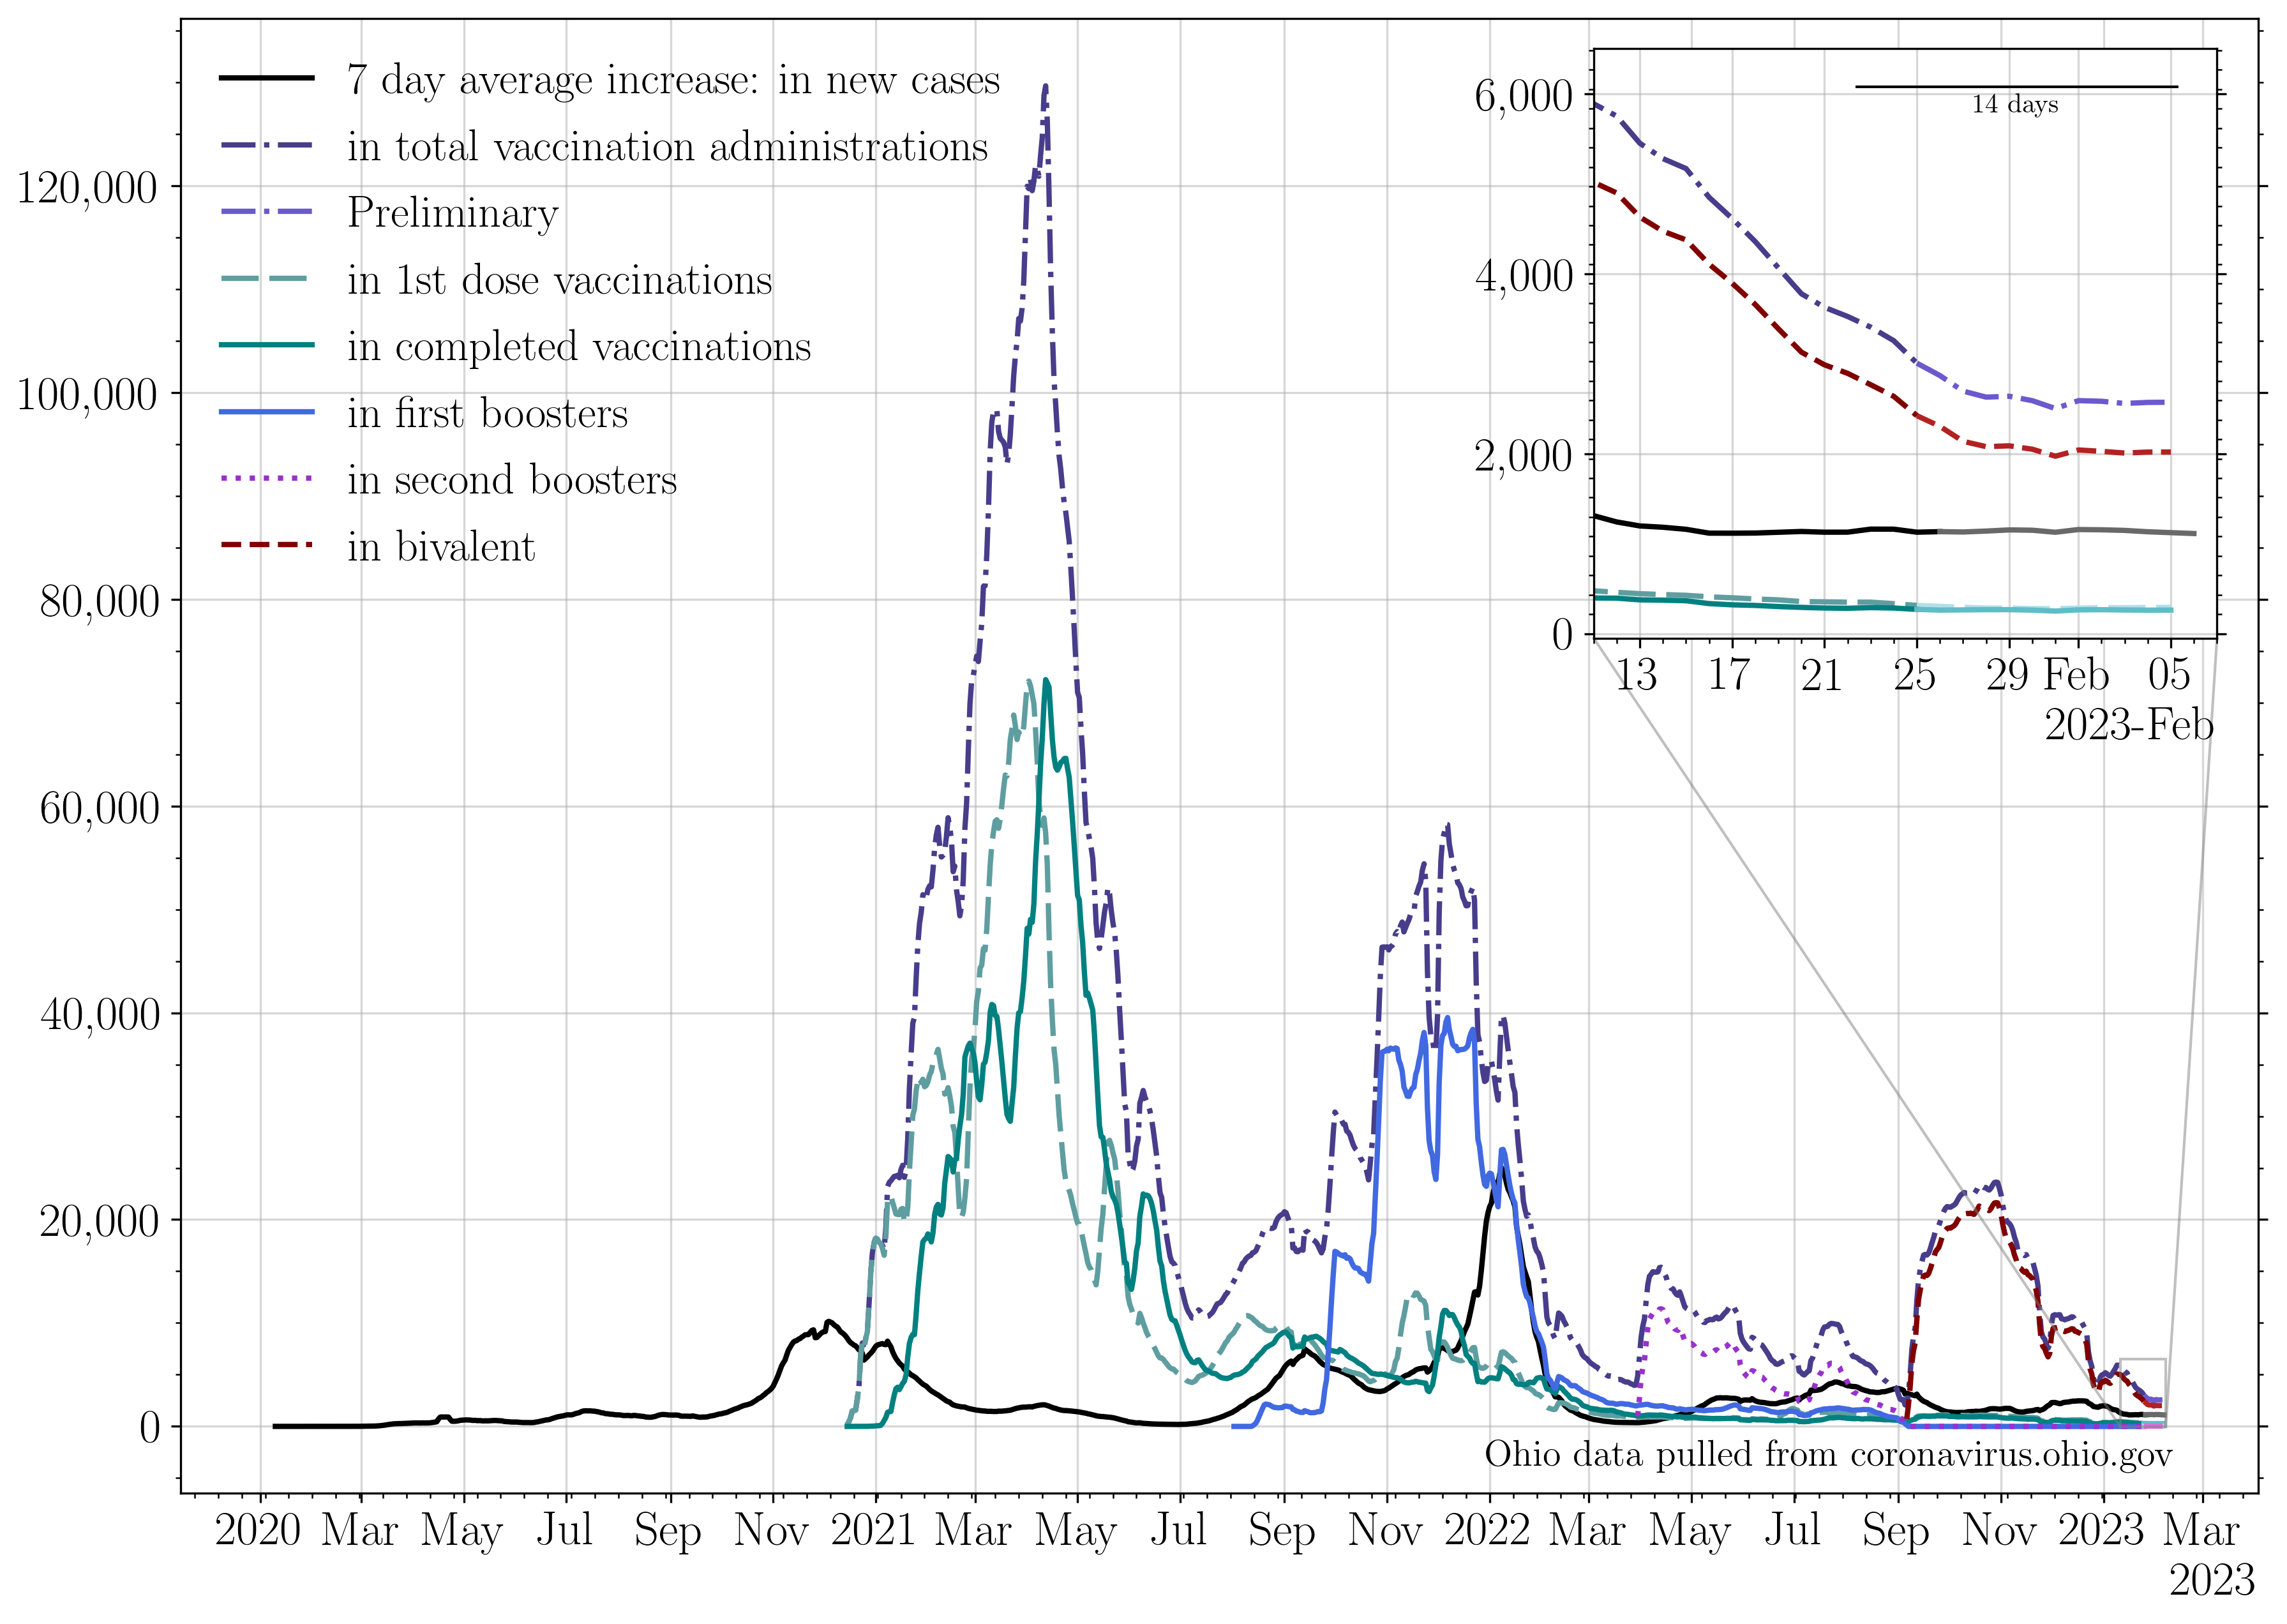 7 day average increase: in new cases
in total vaccination administrations
Preliminary
in 1st dose vaccinations
in completed vaccinations
in first boosters
in second boosters
in bivalent
120,000
100,000
80,000
60,000
40,000
20,000
0
6,000
4,000
2,000
0
14 days
13 17 21 25 29 Feb 05
2023-Feb
Ohio data pulled from coronavirus.ohio.gov
2020 Mar May Jul Sep Nov 2021 Mar May Jul Sep Nov 2022 Mar May Jul Sep Nov 2023 Mar
2023